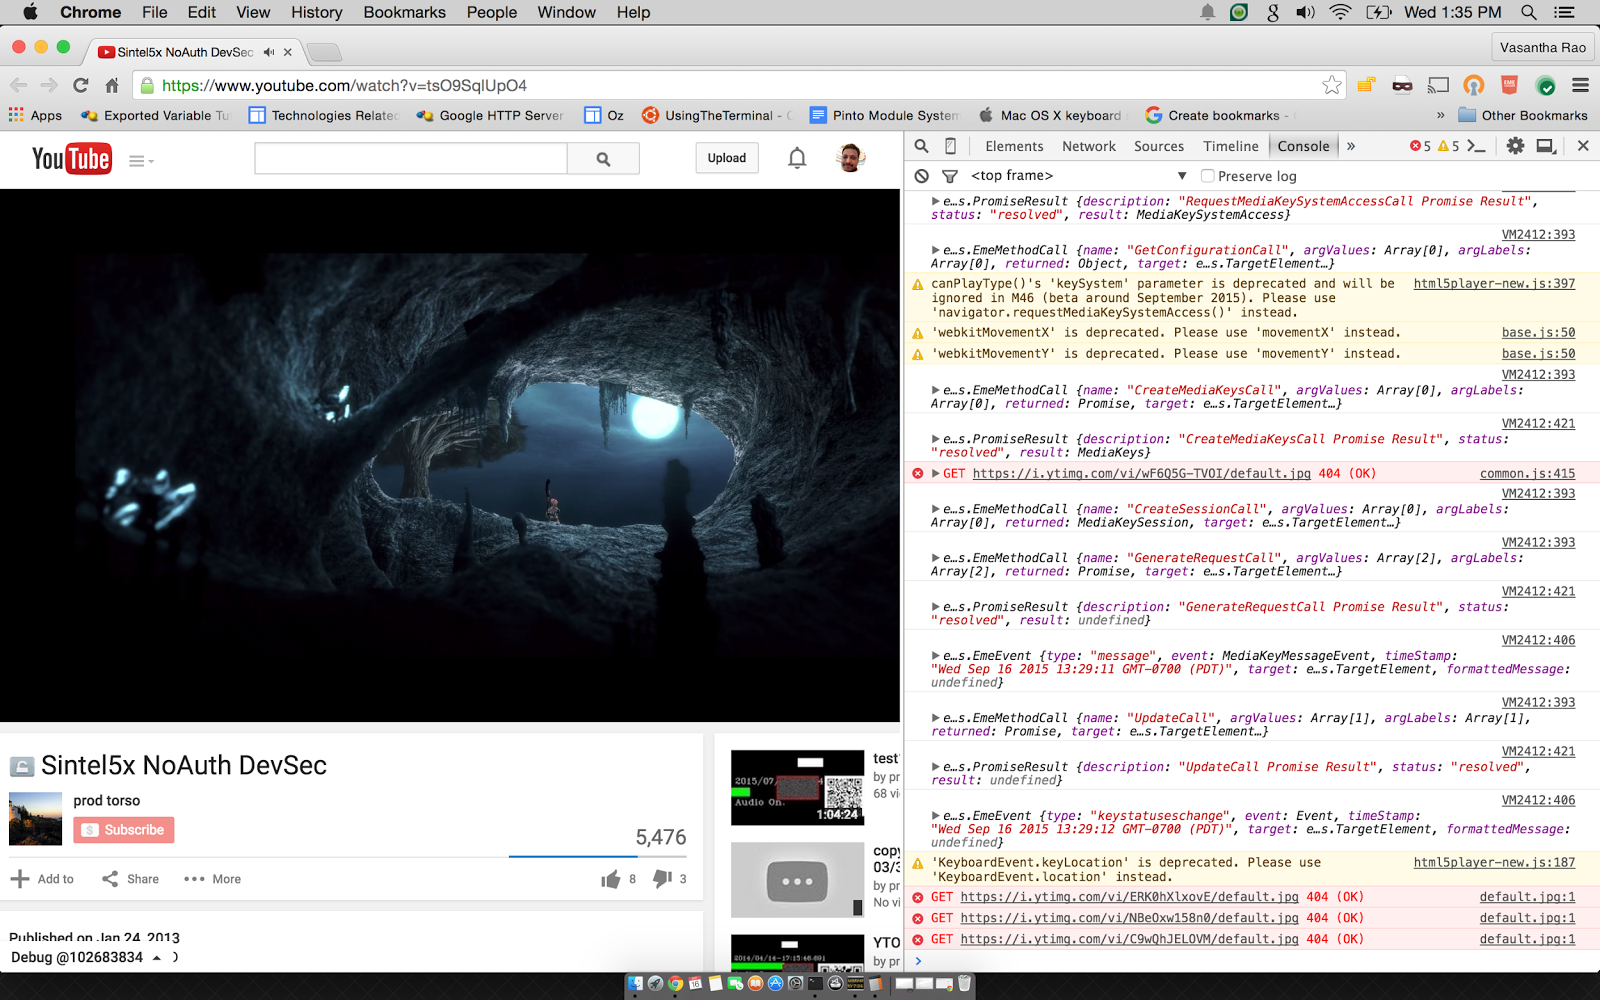 Chrome File Edit View History Bookmarks People Window Help Wed 1:35 PM
Sintel5x NoAuth DevSec Vasantha Rao
https://www.youtube.com/watch?v=tsO9SqlUpO4
Apps Exported Variable Technologies Relate Google HTTP Server Oz UsingTheTerminal - Pinto Module System Mac OS X keyboard Create bookmarks - » Other Bookmarks
YouTube Upload
Elements Network Sources Timeline Console » 5 5
<top frame> Preserve log
e…s.PromiseResult {description: "RequestMediaKeySystemAccessCall Promise Result",
status: "resolved", result: MediaKeySystemAccess}
VM2412:393
e…s.EmeMethodCall {name: "GetConfigurationCall", argValues: Array[0], argLabels:
Array[0], returned: Object, target: e…s.TargetElement…}
canPlayType()'s 'keySystem' parameter is deprecated and will be html5player-new.js:397
ignored in M46 (beta around September 2015). Please use
'navigator.requestMediaKeySystemAccess()' instead.
'webkitMovementX' is deprecated. Please use 'movementX' instead. base.js:50
'webkitMovementY' is deprecated. Please use 'movementY' instead. base.js:50
VM2412:393
e…s.EmeMethodCall {name: "CreateMediaKeysCall", argValues: Array[0], argLabels:
Array[0], returned: Promise, target: e…s.TargetElement…}
VM2412:421
e…s.PromiseResult {description: "CreateMediaKeysCall Promise Result", status:
"resolved", result: MediaKeys}
GET https://i.ytimg.com/vi/wF6Q5G-TVOI/default.jpg 404 (OK) common.js:415
VM2412:393
e…s.EmeMethodCall {name: "CreateSessionCall", argValues: Array[0], argLabels:
Array[0], returned: MediaKeySession, target: e…s.TargetElement…}
VM2412:393
e…s.EmeMethodCall {name: "GenerateRequestCall", argValues: Array[2], argLabels:
Array[2], returned: Promise, target: e…s.TargetElement…}
VM2412:421
e…s.PromiseResult {description: "GenerateRequestCall Promise Result", status:
"resolved", result: undefined}
VM2412:406
e…s.EmeEvent {type: "message", event: MediaKeyMessageEvent, timeStamp:
"Wed Sep 16 2015 13:29:11 GMT-0700 (PDT)", target: e…s.TargetElement, formattedMessage:
undefined}
VM2412:393
e…s.EmeMethodCall {name: "UpdateCall", argValues: Array[1], argLabels: Array[1],
returned: Promise, target: e…s.TargetElement…}
VM2412:421
e…s.PromiseResult {description: "UpdateCall Promise Result", status: "resolved",
result: undefined}
VM2412:406
e…s.EmeEvent {type: "keystatuseschange", event: Event, timeStamp:
"Wed Sep 16 2015 13:29:12 GMT-0700 (PDT)", target: e…s.TargetElement, formattedMessage:
undefined}
'KeyboardEvent.keyLocation' is deprecated. Please use html5player-new.js:187
'KeyboardEvent.location' instead.
GET https://i.ytimg.com/vi/ERK0hXlxovE/default.jpg 404 (OK) default.jpg:1
GET https://i.ytimg.com/vi/NBeOxw158n0/default.jpg 404 (OK) default.jpg:1
GET https://i.ytimg.com/vi/C9wQhJELOVM/default.jpg 404 (OK) default.jpg:1
Sintel5x NoAuth DevSec
prod torso
Subscribe
5,476
Add to Share More 8 3
Published on Jan 24, 2013
Debug @102683834
2015/07
Audio On.
1:04:24
test
by pr
68 vi
copy
03/3
by pr
No vi
2014/04/14-17:15:46.691
YTO
by pr